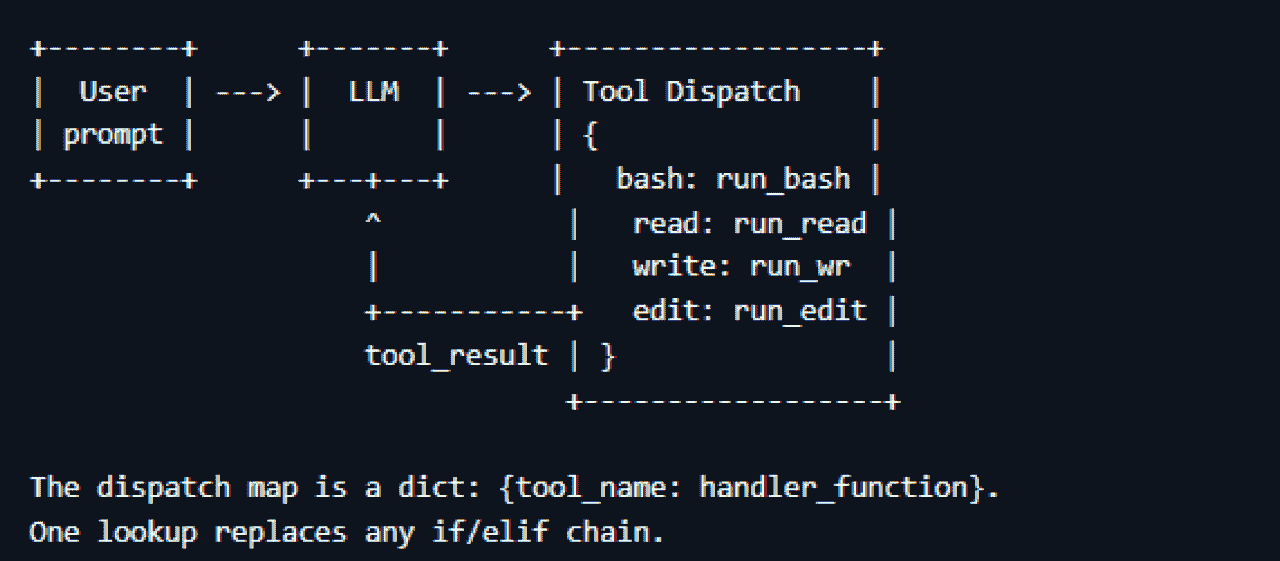 +--------+      +-------+      +------------------+
|  User  | ---> |  LLM  | ---> | Tool Dispatch    |
| prompt |      |       |      | {                |
+--------+      +---+---+      |   bash: run_bash |
                    ^           |   read: run_read |
                    |           |   write: run_wr  |
                    +-----------+   edit: run_edit |
                    tool_result | }                |
                                +------------------+
The dispatch map is a dict: {tool_name: handler_function}.
One lookup replaces any if/elif chain.